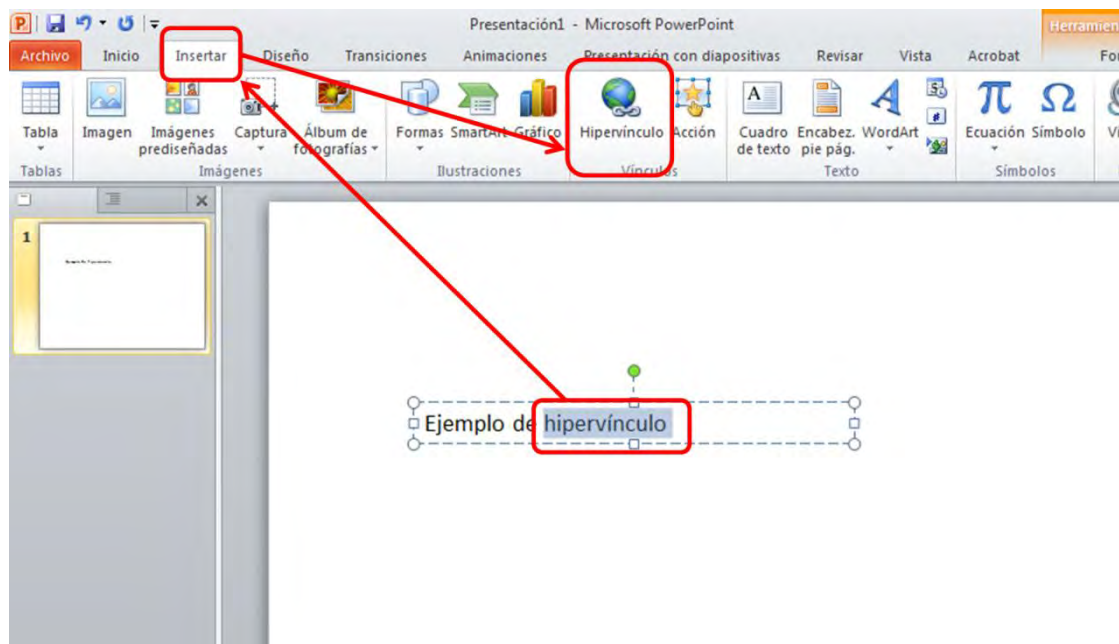 Presentación1 - Microsoft PowerPoint
Herramien
Archivo Inicio Insertar Diseño Transiciones Animaciones Presentación con diapositivas Revisar Vista Acrobat Fo
Tabla Imagen Imágenes Captura Álbum de Formas SmartArt Gráfico Hipervínculo Acción Cuadro Encabez. WordArt Ecuación Símbolo
prediseñadas fotografías de texto pie pág.
Tablas Imágenes Ilustraciones Vínculos Texto Símbolos
1
Ejemplo de hipervínculo